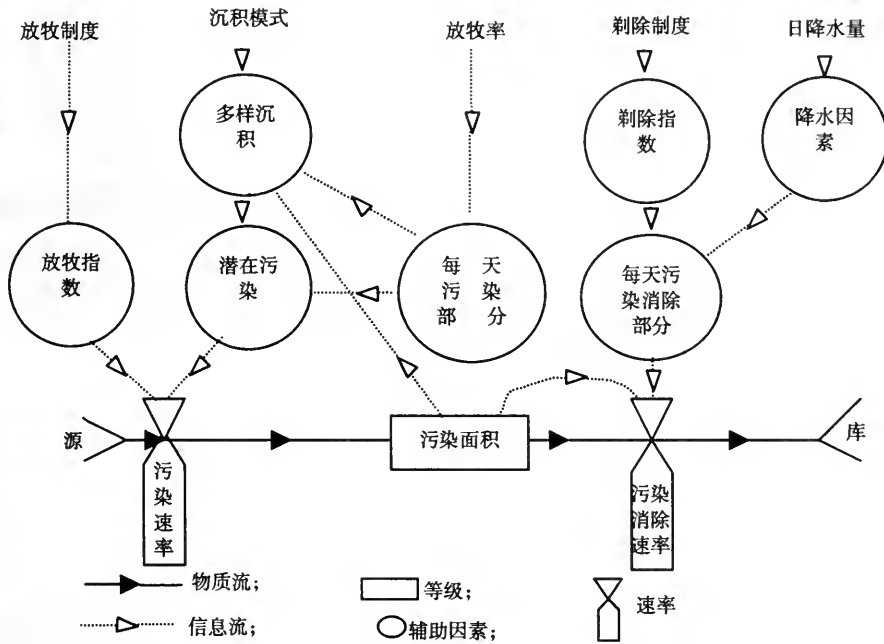 放牧制度
沉积模式
放牧率
剔除制度
日降水量
多样沉
积
剔除指
数
降水因
素
放牧指
数
潜在污
染
每 天
污 染
部 分
每天污
染消除
部分
源
污染面积
库
污
染
速
率
污染
消除
速率
物质流；
等级；
速率
信息流；
辅助因素；